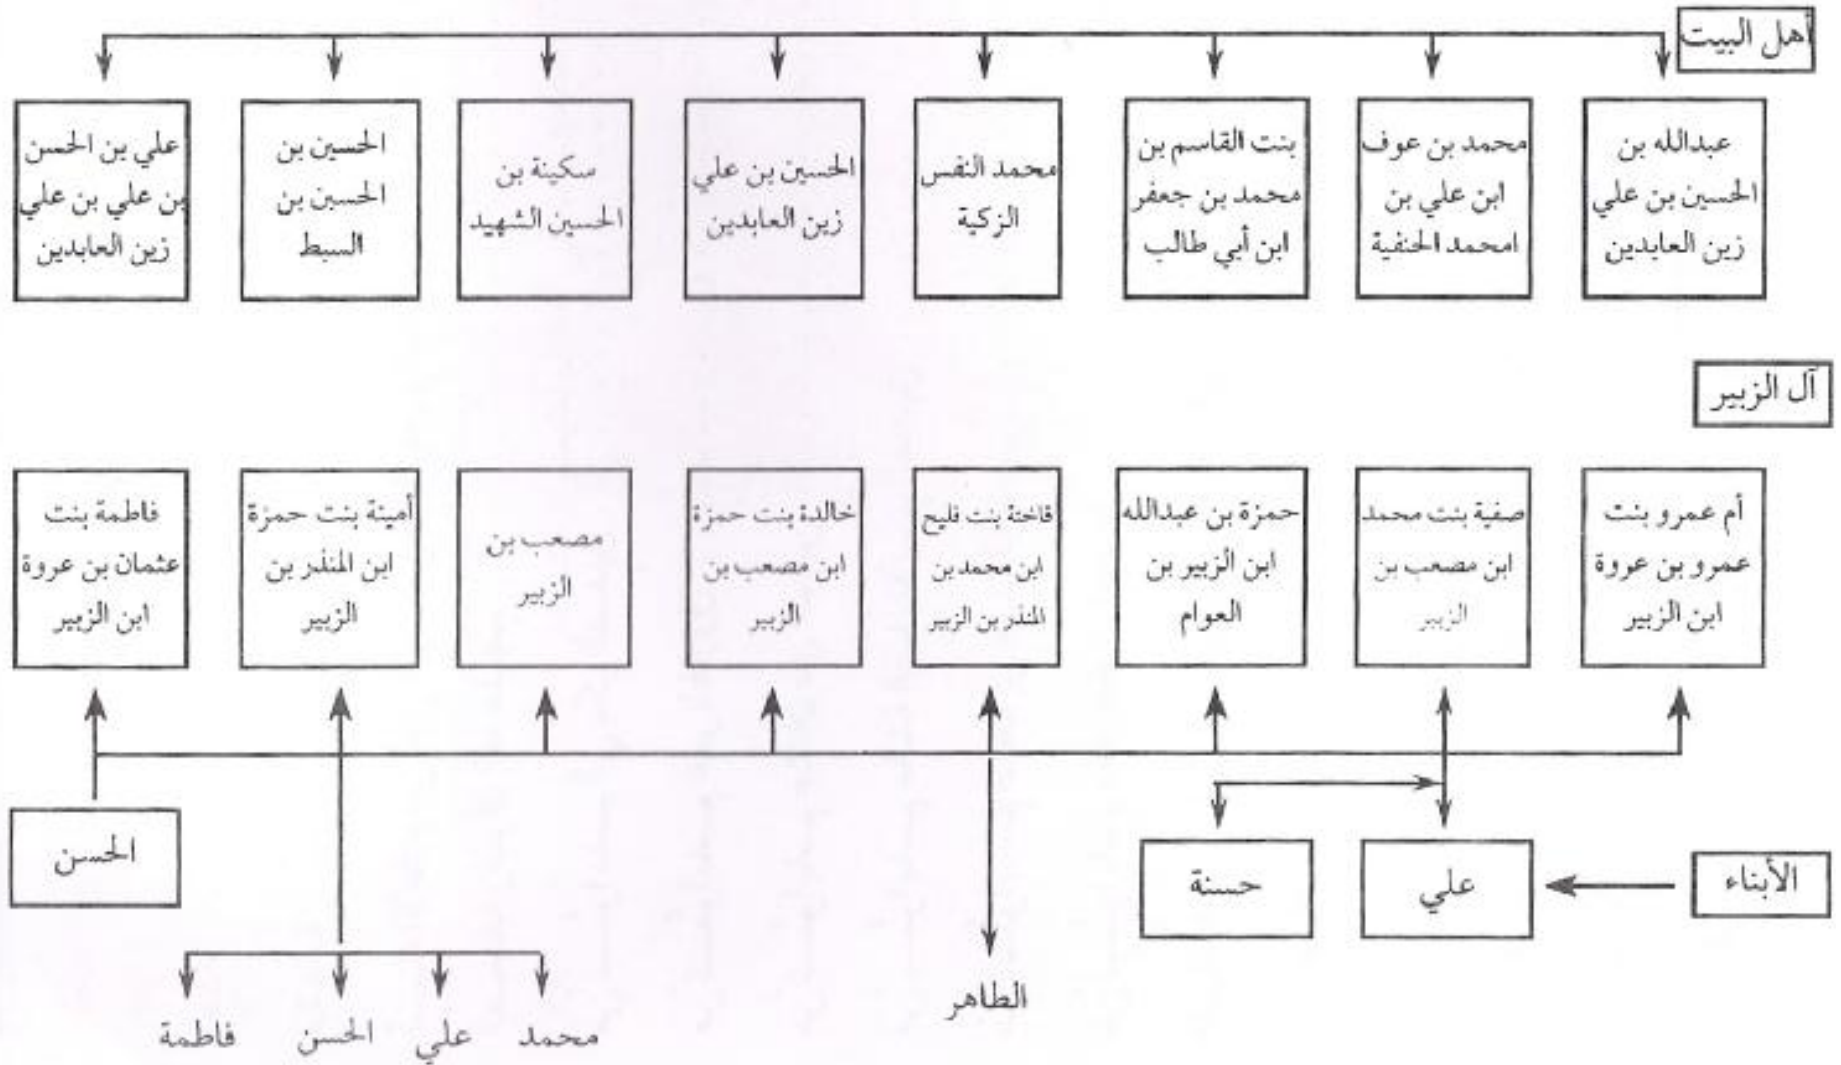 أهل البيت
عبدالله بن
الحسين بن علي
زين العابدين
محمد بن عوف
ابن علي بن
امحمد الحنفية
بنت القاسم بن
محمد بن جعفر
ابن أبي طالب
محمد النفس
الزكية
الحسين بن علي
زين العابدين
سكينة بن
الحسين الشهيد
الحسين بن
الحسين بن
السبط
علي بن الحسن
بن علي بن علي
زين العابدين
آل الزبير
أم عمرو بنت
عمرو بن عروة
ابن الزبير
صفية بنت محمد
ابن مصعب بن
الزبير
حمزة بن عبدالله
ابن الزبير بن
العوام
فاختة بنت فليح
ابن محمد بن
المنذر بن الزبير
خالدة بنت حمزة
ابن مصعب بن
الزبير
مصعب بن
الزبير
أمينة بنت حمزة
ابن المنذر بن
الزبير
فاطمة بنت
عثمان بن عروة
ابن الزبير
الأبناء
علي
حسنة
الحسن
الطاهر
محمد
علي
الحسن
فاطمة